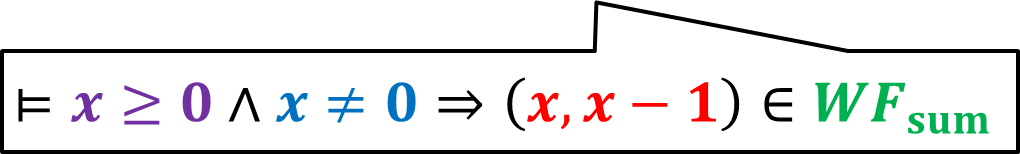 ⊨ x ≥ 0 ∧ x ≠ 0 ⇒ (x, x − 1) ∈ WF_sum